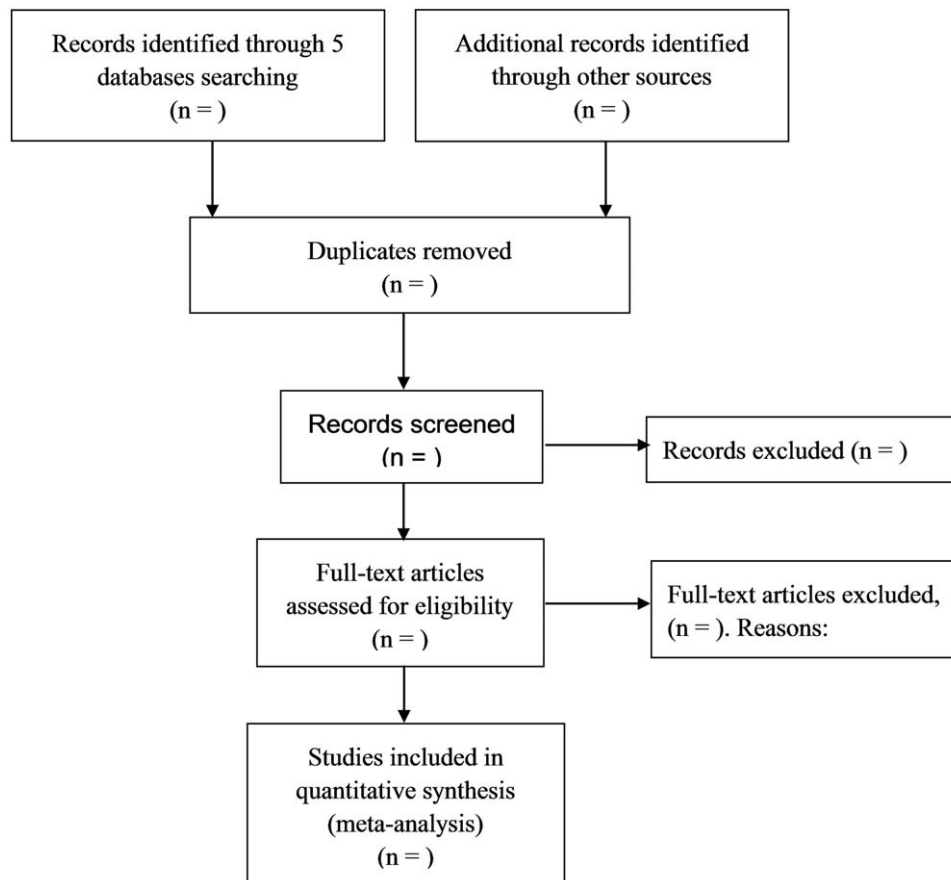 Records identified through 5
databases searching
(n = )
Additional records identified
through other sources
(n = )
Duplicates removed
(n = )
Records screened
(n = )
Records excluded (n = )
Full-text articles
assessed for eligibility
(n = )
Full-text articles excluded,
(n = ). Reasons:
Studies included in
quantitative synthesis
(meta-analysis)
(n = )